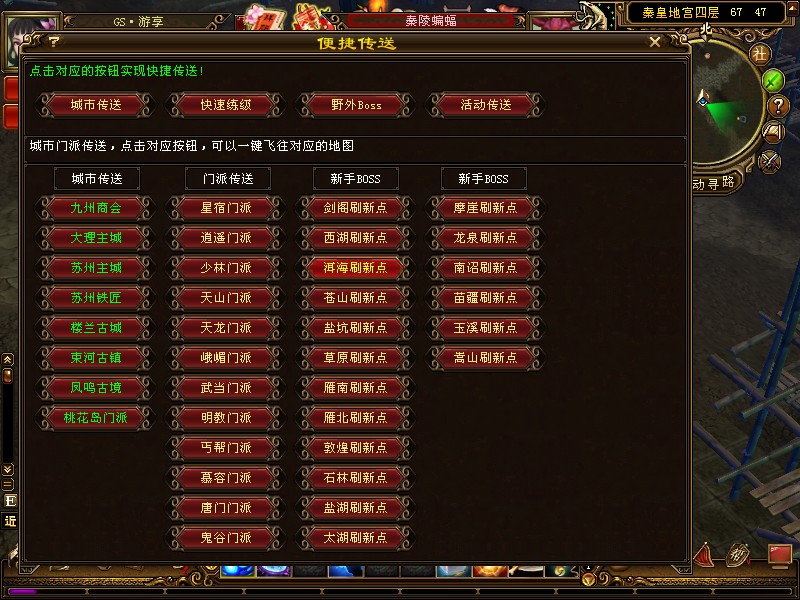 GS·游享
秦陵蝙蝠
秦皇地宫四层 67 47
北
便捷传送
点击对应的按钮实现快捷传送！
社
城市传送 快速练级 野外Boss 活动传送
城市门派传送，点击对应按钮，可以一键飞往对应的地图
动寻路
城市传送 门派传送 新手BOSS 新手BOSS
九州商会 星宿门派 剑阁刷新点 摩崖刷新点
大理主城 逍遥门派 西湖刷新点 龙泉刷新点
苏州主城 少林门派 洱海刷新点 南诏刷新点
苏州铁匠 天山门派 苍山刷新点 苗疆刷新点
楼兰古城 天龙门派 盐坑刷新点 玉溪刷新点
束河古镇 峨嵋门派 草原刷新点 嵩山刷新点
凤鸣古境 武当门派 雁南刷新点
桃花岛门派 明教门派 雁北刷新点
丐帮门派 敦煌刷新点
慕容门派 石林刷新点
唐门门派 盐湖刷新点
鬼谷门派 太湖刷新点
近